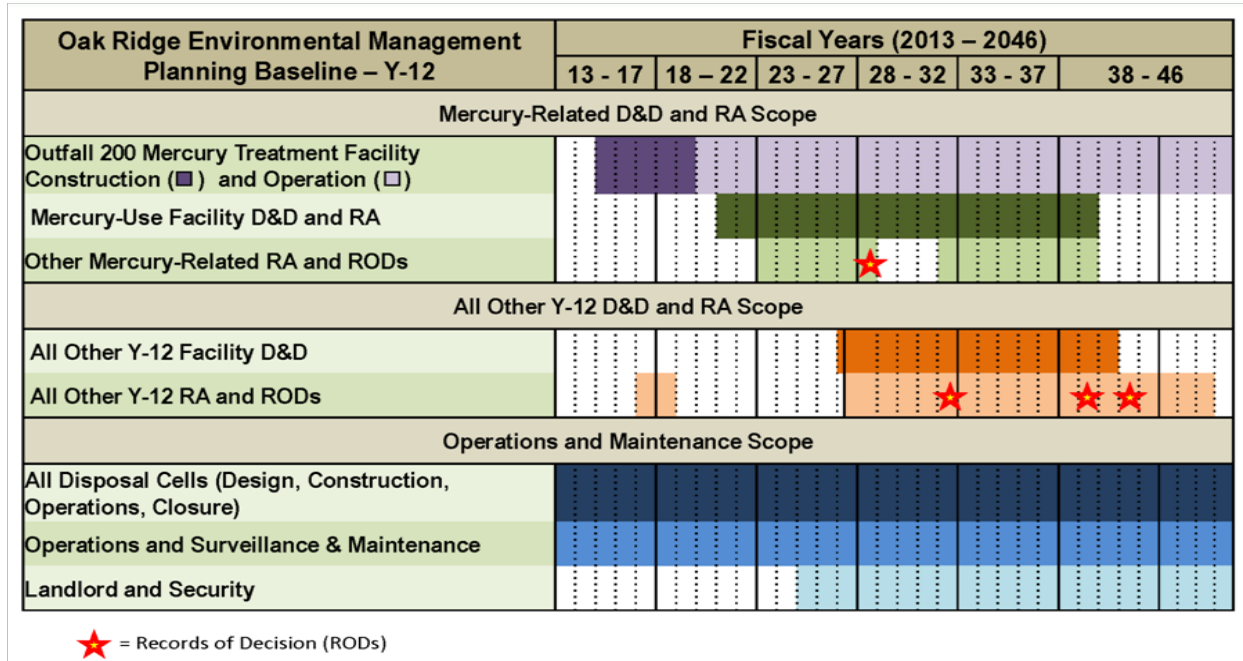 Oak Ridge Environmental Management
Planning Baseline – Y-12
Fiscal Years (2013 – 2046)
13 - 17
18 – 22
23 - 27
28 - 32
33 - 37
38 - 46
Mercury-Related D&D and RA Scope
Outfall 200 Mercury Treatment Facility
Construction (■) and Operation (□)
Mercury-Use Facility D&D and RA
Other Mercury-Related RA and RODs
All Other Y-12 D&D and RA Scope
All Other Y-12 Facility D&D
All Other Y-12 RA and RODs
Operations and Maintenance Scope
All Disposal Cells (Design, Construction,
Operations, Closure)
Operations and Surveillance & Maintenance
Landlord and Security
= Records of Decision (RODs)